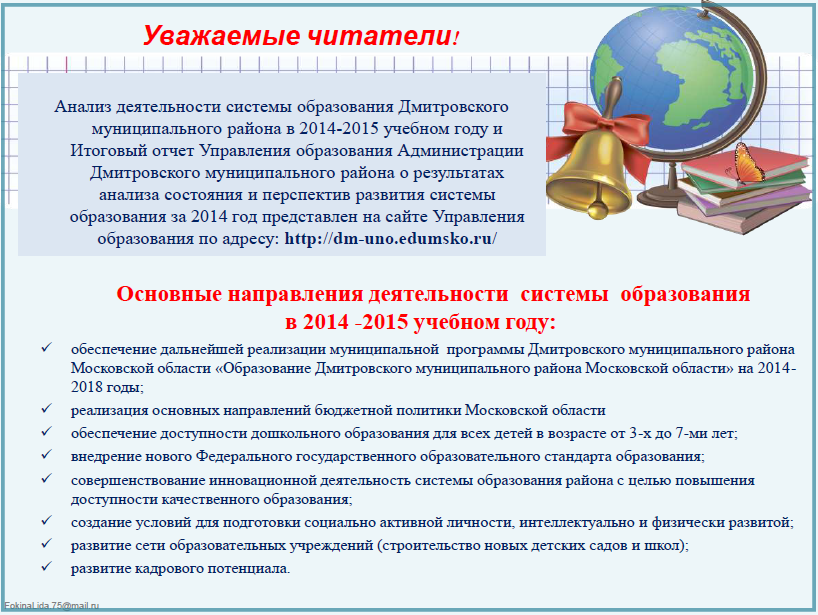 Уважаемые читатели!
Анализ деятельности системы образования Дмитровского
муниципального района в 2014-2015 учебном году и
Итоговый отчет Управления образования Администрации
Дмитровского муниципального района о результатах
анализа состояния и перспектив развития системы
образования за 2014 год представлен на сайте Управления
образования по адресу: http://dm-uno.edumsko.ru/
Основные направления деятельности системы образования
в 2014 -2015 учебном году:
✓ обеспечение дальнейшей реализации муниципальной программы Дмитровского муниципального района
Московской области «Образование Дмитровского муниципального района Московской области» на 2014-
2018 годы;
✓ реализация основных направлений бюджетной политики Московской области
✓ обеспечение доступности дошкольного образования для всех детей в возрасте от 3-х до 7-ми лет;
✓ внедрение нового Федерального государственного образовательного стандарта образования;
✓ совершенствование инновационной деятельность системы образования района с целью повышения
доступности качественного образования;
✓ создание условий для подготовки социально активной личности, интеллектуально и физически развитой;
✓ развитие сети образовательных учреждений (строительство новых детских садов и школ);
✓ развитие кадрового потенциала.
FokinaLida.75@mail.ru